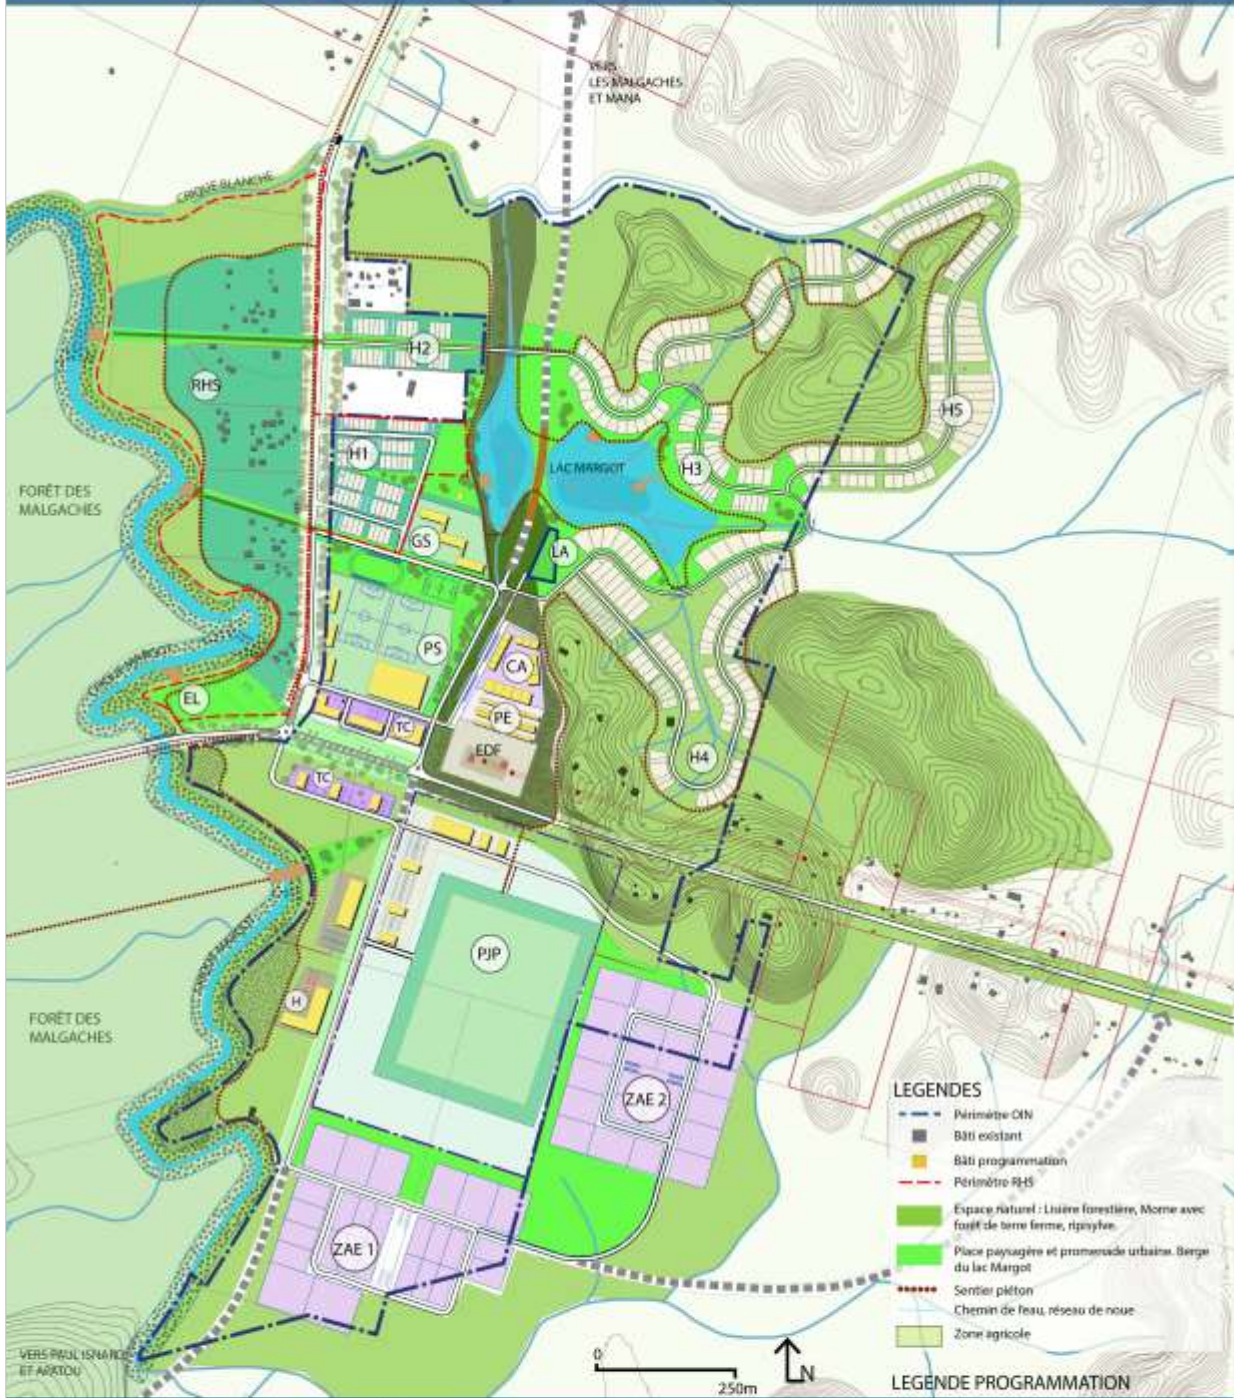 VERS
LES MALGACHES
ET MANA
CRIQUE BLANCHE
H2
RHS
H5
H1
LAC MARGOT
H3
FORÊT DES
MALGACHES
GS
LA
PS
CA
CRIQUE MARGOT
EL
PE
TC
EDF
H4
TC
PJP
CRIQUE MARGOT
H
FORÊT DES
MALGACHES
ZAE 2
ZAE 1
VERS PAUL ISNARD
ET APATOU
LEGENDES
Périmètre OIN
Bâti existant
Bâti programmation
Périmètre RHS
Espace naturel : Lisière forestière, Morne avec
forêt de terre ferme, ripisylve.
Place paysagère et promenade urbaine. Berge
du lac Margot
Sentier piéton
Chemin de l'eau, réseau de noue
Zone agricole
0
250m
N
LEGENDE PROGRAMMATION